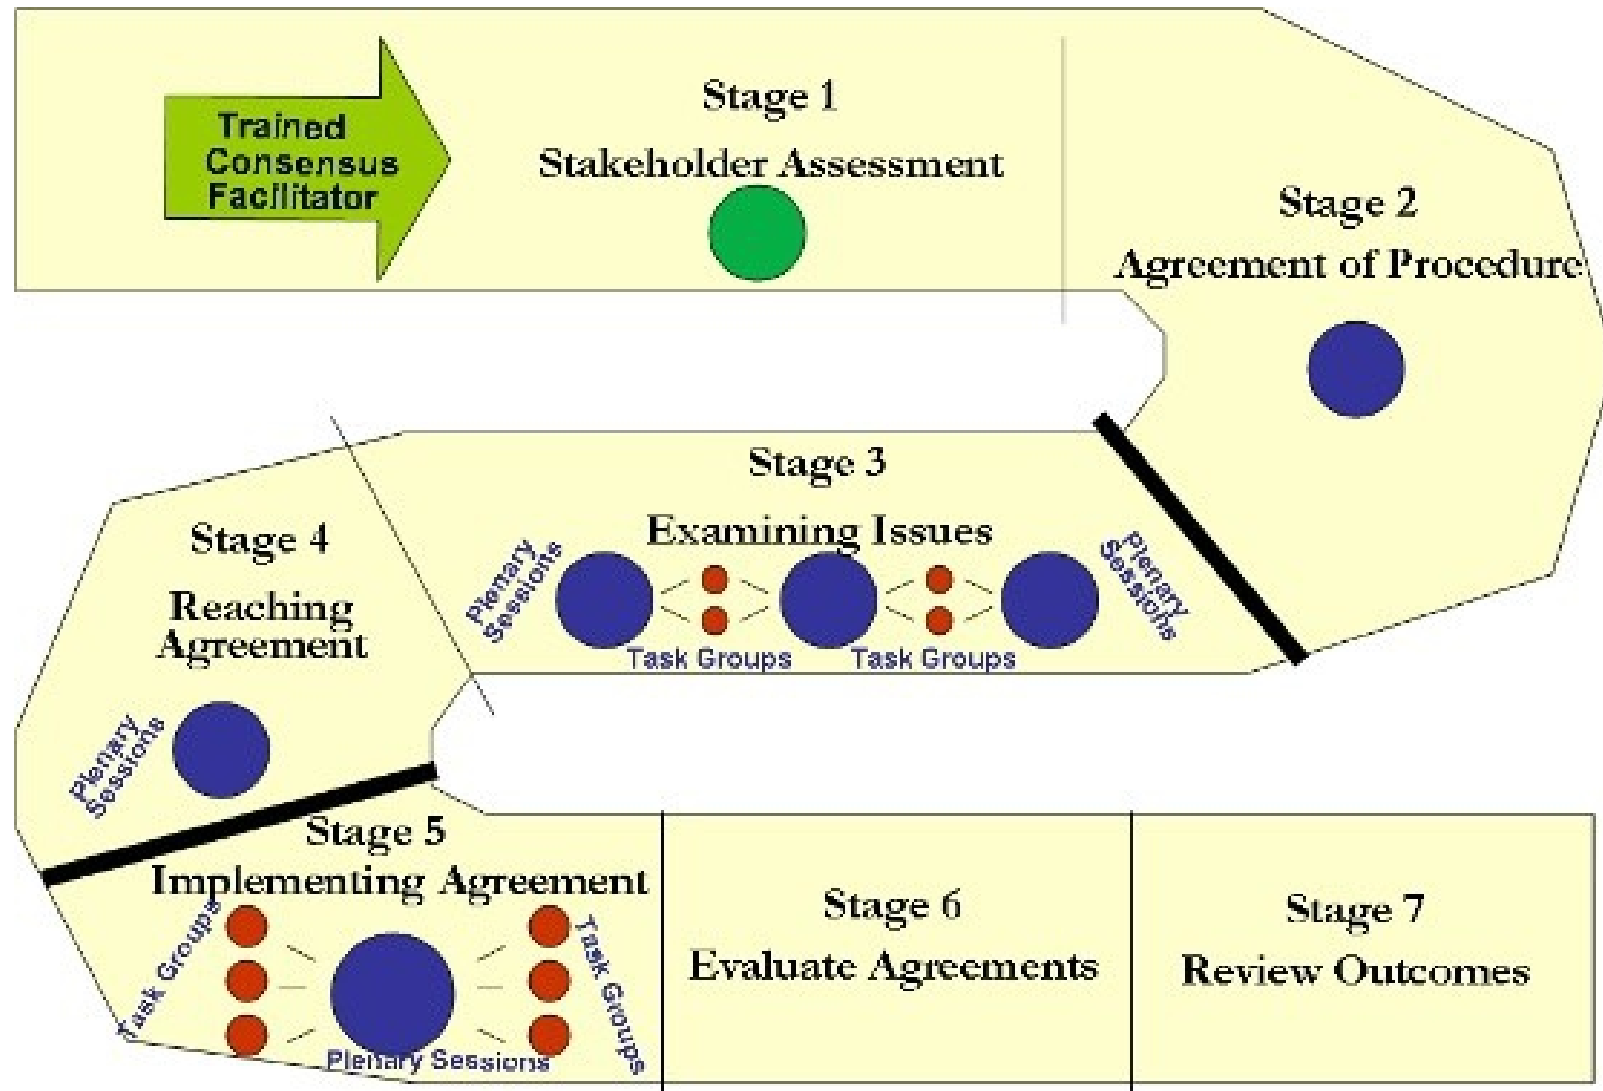 Trained
Consensus
Facilitator
Stage 1
Stakeholder Assessment
Stage 2
Agreement of Procedure
Stage 3
Examining Issues
Plenary
Sessions
Task Groups
Task Groups
Plenary
Sessions
Stage 4
Reaching
Agreement
Plenary
Sessions
Stage 5
Implementing Agreement
Task Groups
Plenary Sessions
Task Groups
Stage 6
Evaluate Agreements
Stage 7
Review Outcomes